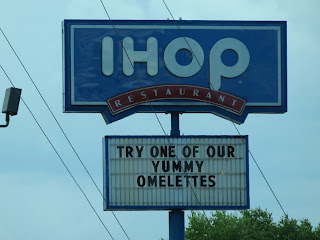 IHOP
RESTAURANT
TRY ONE OF OUR
YUMMY
OMELETTES